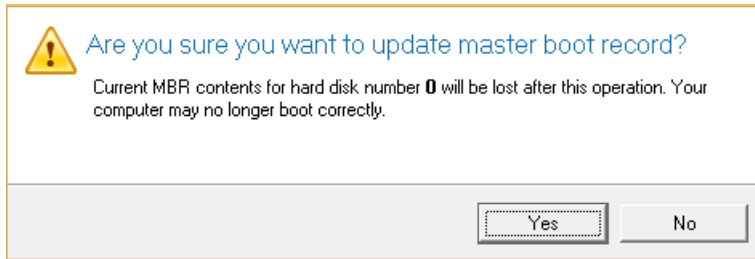 Are you sure you want to update master boot record?
Current MBR contents for hard disk number 0 will be lost after this operation. Your
computer may no longer boot correctly.
Yes
No